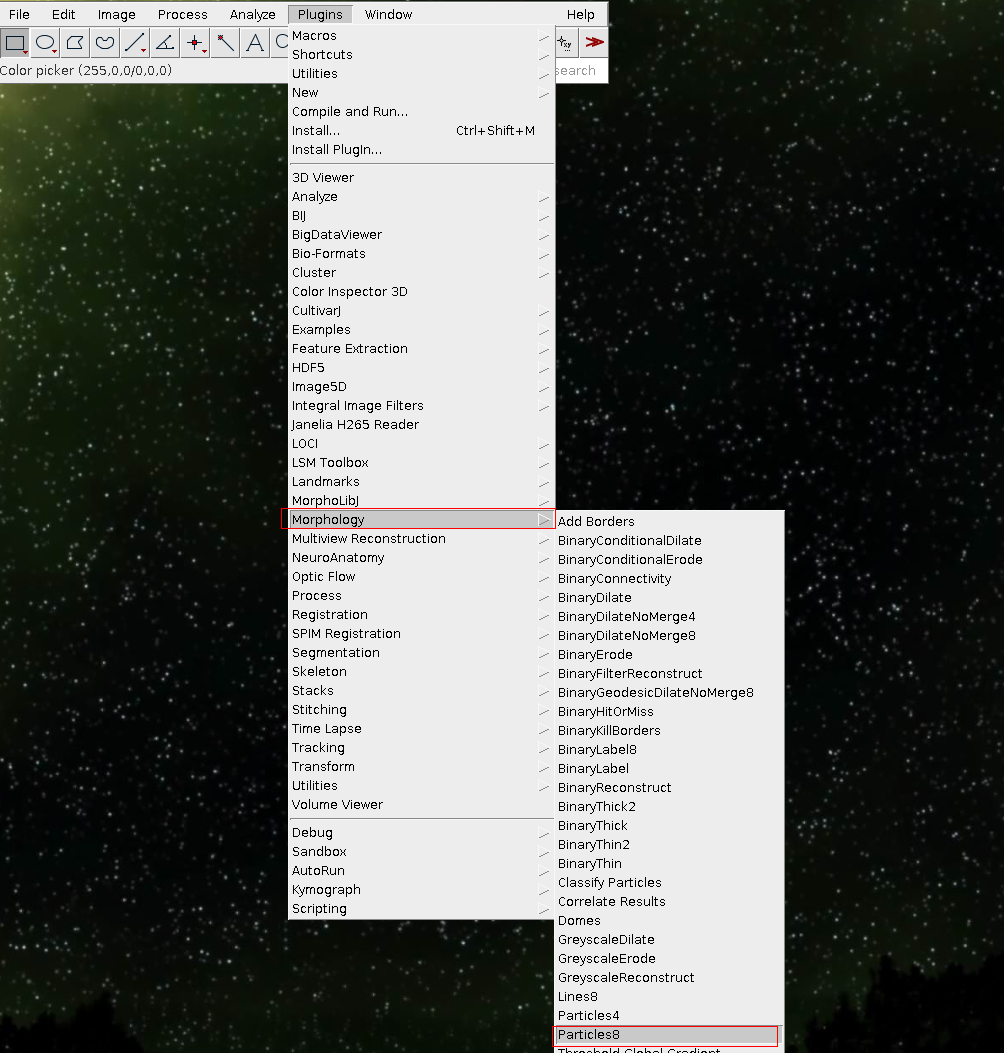 File Edit Image Process Analyze Plugins Window Help
Color picker (255,0,0/0,0,0)
search
Macros
Shortcuts
Utilities
New
Compile and Run...
Install... Ctrl+Shift+M
Install PlugIn...
3D Viewer
Analyze
BIJ
BigDataViewer
Bio-Formats
Cluster
Color Inspector 3D
CultivarJ
Examples
Feature Extraction
HDF5
Image5D
Integral Image Filters
Janelia H265 Reader
LOCI
LSM Toolbox
Landmarks
MorphoLibJ
Morphology
Multiview Reconstruction
NeuroAnatomy
Optic Flow
Process
Registration
SPIM Registration
Segmentation
Skeleton
Stacks
Stitching
Time Lapse
Tracking
Transform
Utilities
Volume Viewer
Debug
Sandbox
AutoRun
Kymograph
Scripting
Add Borders
BinaryConditionalDilate
BinaryConditionalErode
BinaryConnectivity
BinaryDilate
BinaryDilateNoMerge4
BinaryDilateNoMerge8
BinaryErode
BinaryFilterReconstruct
BinaryGeodesicDilateNoMerge8
BinaryHitOrMiss
BinaryKillBorders
BinaryLabel8
BinaryLabel
BinaryReconstruct
BinaryThick2
BinaryThick
BinaryThin2
BinaryThin
Classify Particles
Correlate Results
Domes
GreyscaleDilate
GreyscaleErode
GreyscaleReconstruct
Lines8
Particles4
Particles8
Threshold Global Gradient